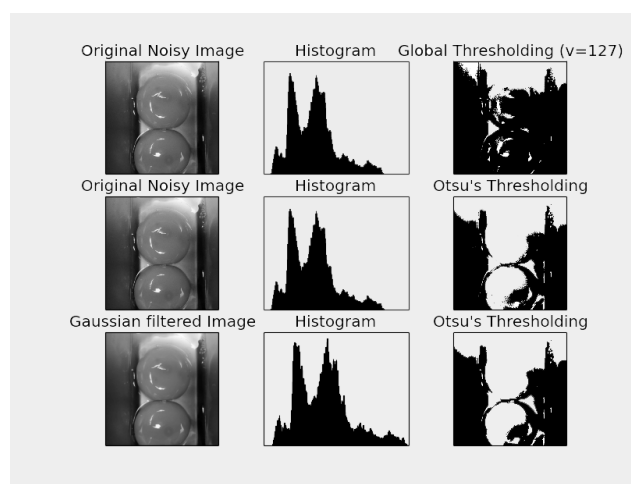 Original Noisy Image Histogram Global Thresholding (v=127)
Original Noisy Image Histogram Otsu's Thresholding
Gaussian filtered Image Histogram Otsu's Thresholding